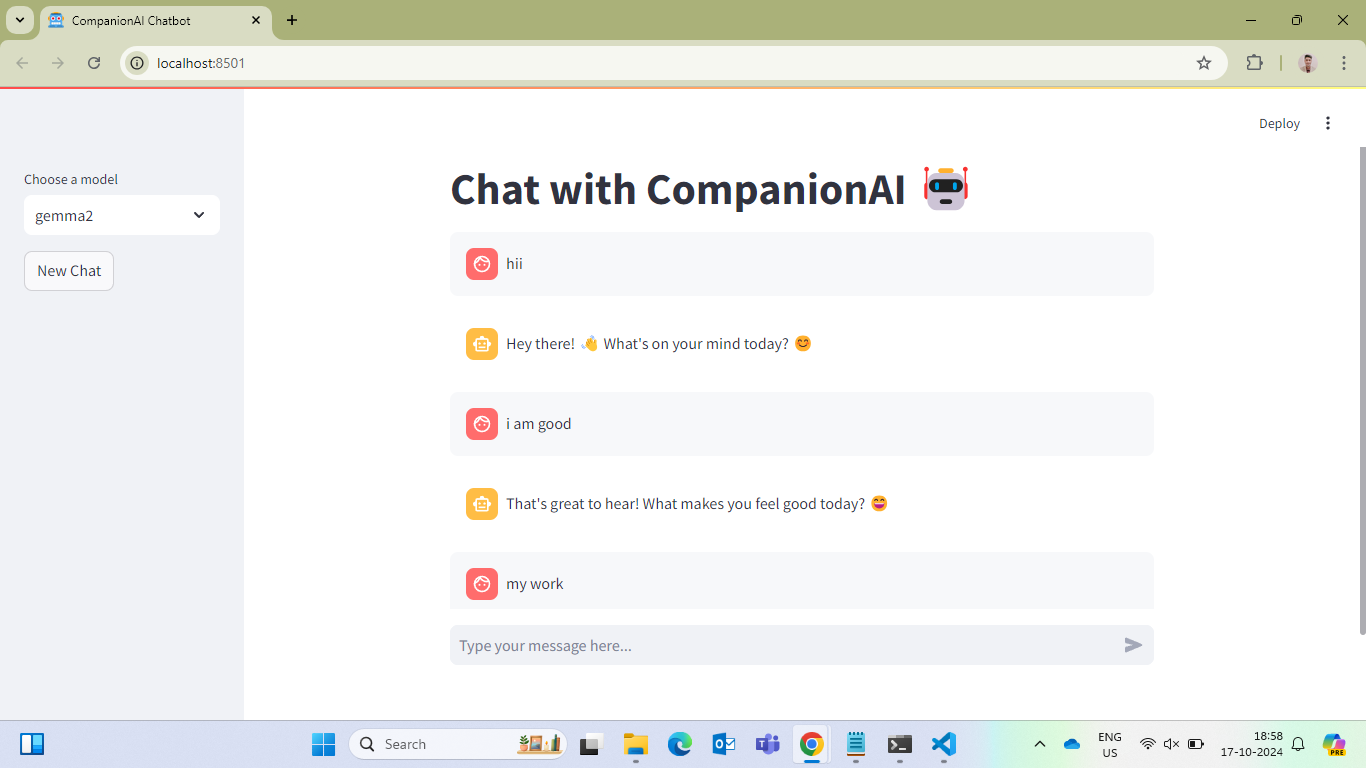 CompanionAI Chatbot
localhost:8501
Deploy
Choose a model
gemma2
New Chat
Chat with CompanionAI
hii
Hey there! 👋 What's on your mind today? 😊
i am good
That's great to hear! What makes you feel good today? 😄
my work
Type your message here...
Search
ENG
US
18:58
17-10-2024
PRE